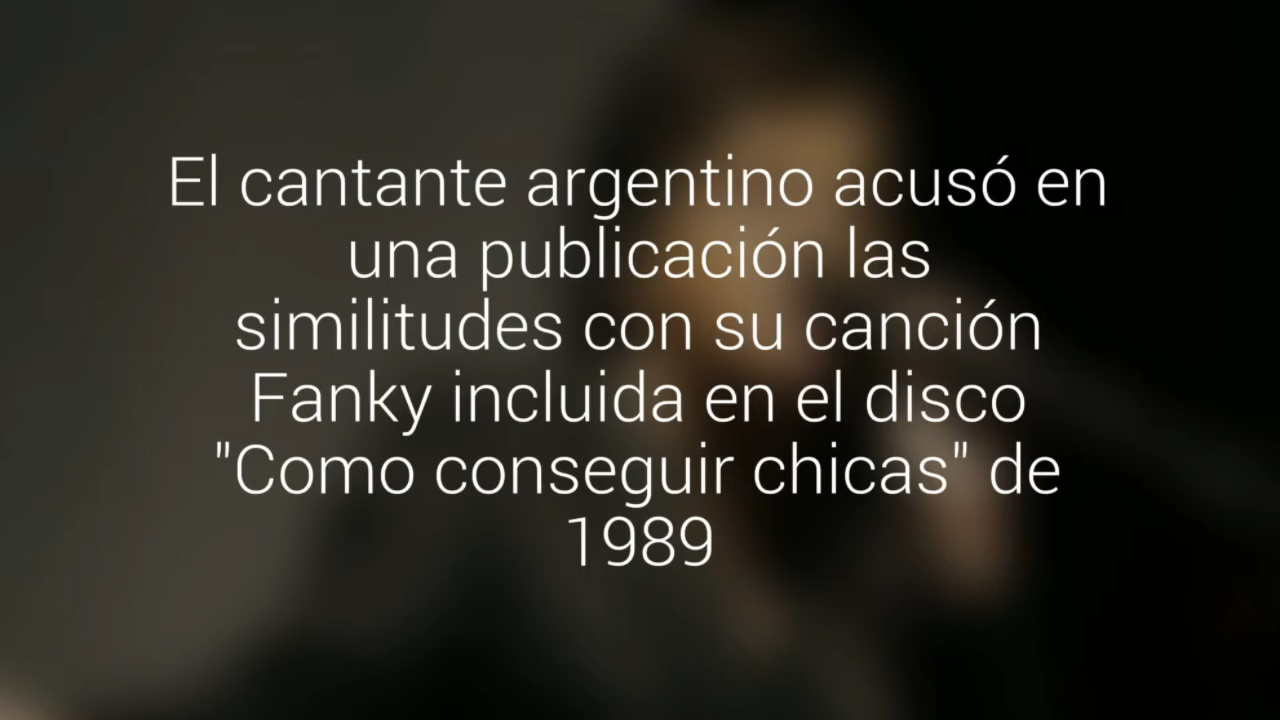 El cantante argentino acusó en
una publicación las
similitudes con su canción
Fanky incluida en el disco
"Como conseguir chicas" de
1989